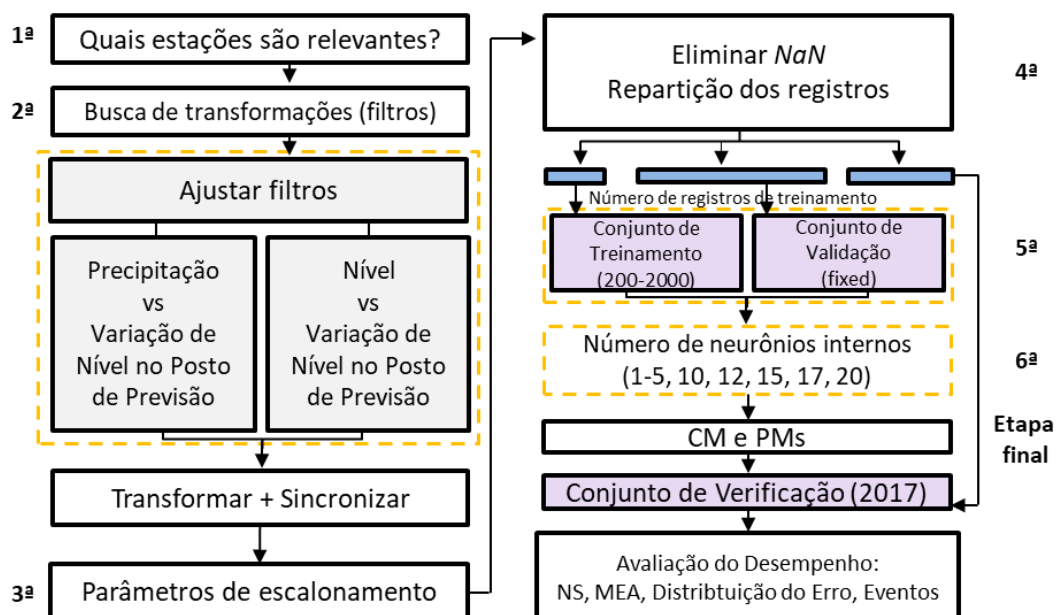 1ª
Quais estações são relevantes?
2ª
Busca de transformações (filtros)
Ajustar filtros
Precipitação
vs
Variação de
Nível no Posto
de Previsão
Nível
vs
Variação de
Nível no Posto
de Previsão
Transformar + Sincronizar
3ª
Parâmetros de escalonamento
Eliminar NaN
Repartição dos registros
4ª
Número de registros de treinamento
Conjunto de
Treinamento
(200-2000)
Conjunto de
Validação
(fixed)
5ª
Número de neurônios internos
(1-5, 10, 12, 15, 17, 20)
6ª
CM e PMs
Etapa
final
Conjunto de Verificação (2017)
Avaliação do Desempenho:
NS, MEA, Distribtuição do Erro, Eventos